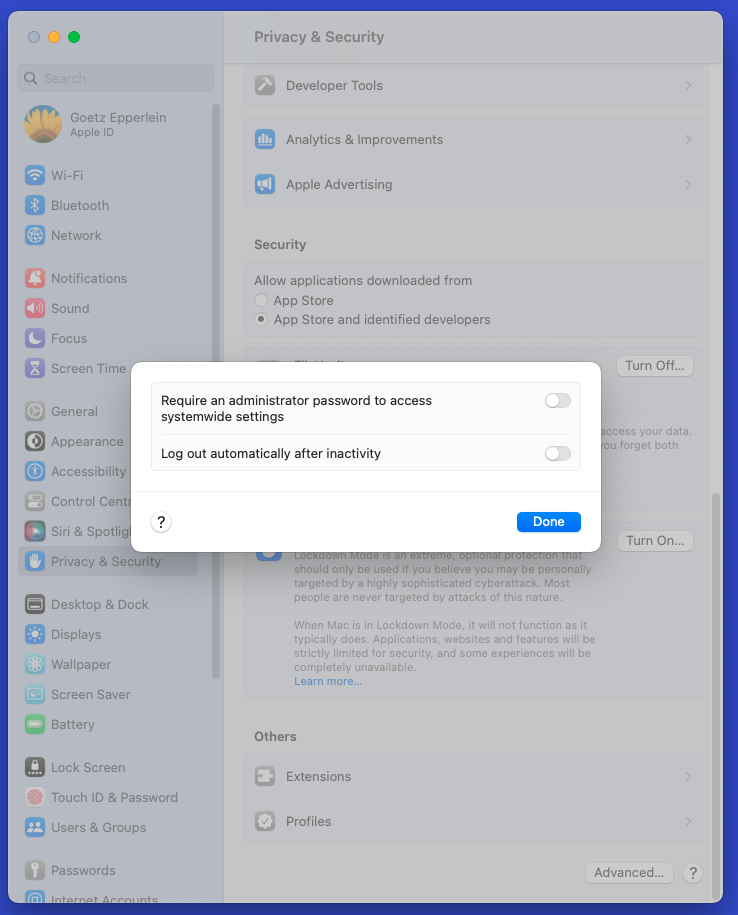 Privacy & Security
Search
Goetz Epperlein
Apple ID
Wi-Fi
Bluetooth
Network
Notifications
Sound
Focus
Screen Time
General
Appearance
Accessibility
Control Centr
Siri & Spotlig
Privacy & Security
Desktop & Dock
Displays
Wallpaper
Screen Saver
Battery
Lock Screen
Touch ID & Password
Users & Groups
Passwords
Internet Accounts
Developer Tools
Analytics & Improvements
Apple Advertising
Security
Allow applications downloaded from
App Store
App Store and identified developers
Turn Off...
access your data.
you forget both
Require an administrator password to access
systemwide settings
Log out automatically after inactivity
?
Done
Turn On...
Lockdown Mode is an extreme, optional protection that
should only be used if you believe you may be personally
targeted by a highly sophisticated cyberattack. Most
people are never targeted by attacks of this nature.
When Mac is in Lockdown Mode, it will not function as it
typically does. Applications, websites and features will be
strictly limited for security, and some experiences will be
completely unavailable.
Learn more...
Others
Extensions
Profiles
Advanced...
?